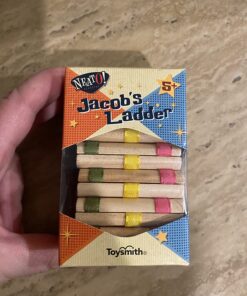 NEATO!
5+
Jacob's
Ladder
Toysmith®